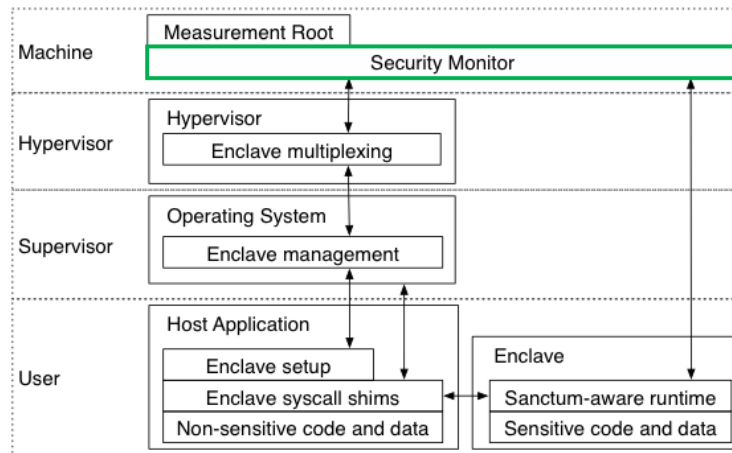 Measurement Root
Machine
Security Monitor
Hypervisor
Hypervisor
Enclave multiplexing
Operating System
Supervisor
Enclave management
Host Application
Enclave
User
Enclave setup
Enclave syscall shims
Sanctum-aware runtime
Non-sensitive code and data
Sensitive code and data